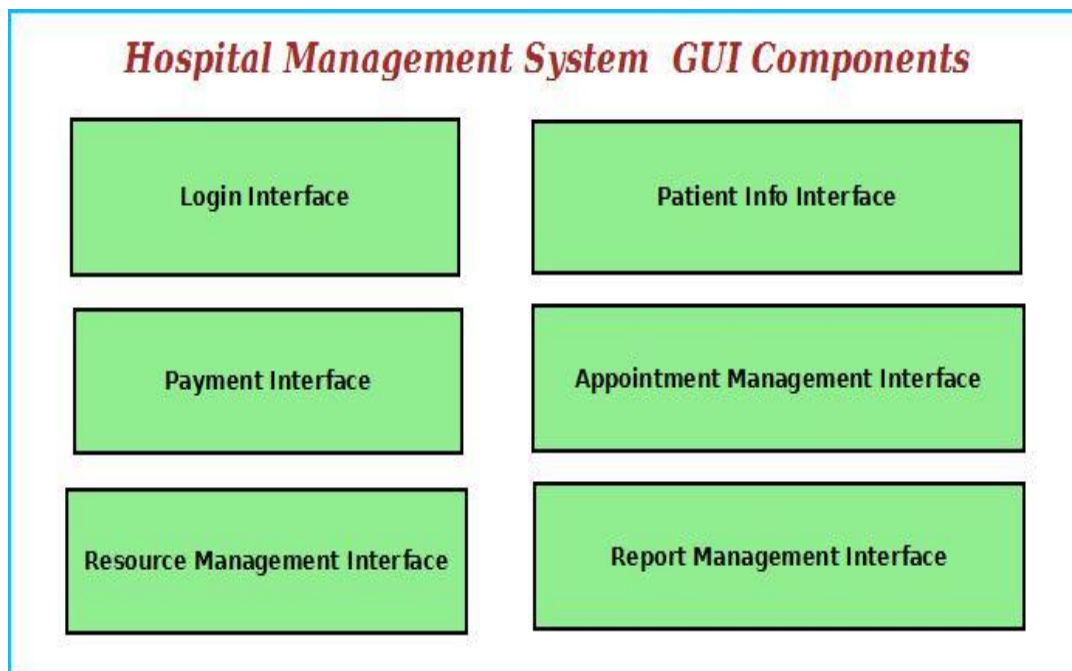 Hospital Management System GUI Components
Login Interface
Patient Info Interface
Payment Interface
Appointment Management Interface
Resource Management Interface
Report Management Interface